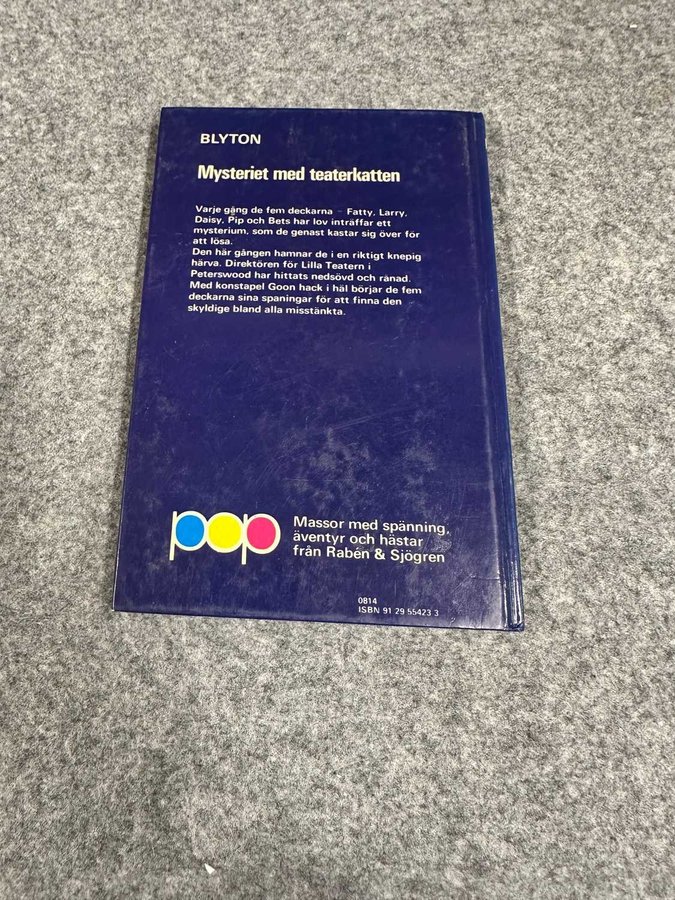 BLYTON
Mysteriet med teaterkatten
Varje gång de fem deckarna – Fatty, Larry,
Daisy, Pip och Bets har lov inträffar ett
mysterium, som de genast kastar sig över för
att lösa.
Den här gången hamnar de i en riktigt knepig
härva. Direktören för Lilla Teatern i
Peterswood har hittats nedsövd och rånad.
Med konstapel Goon hack i häl börjar de fem
deckarna sina spaningar för att finna den
skyldige bland alla misstänkta.
pop
Massor med spänning,
äventyr och hästar
från Rabén & Sjögren
0814
ISBN 91 29 55423 3